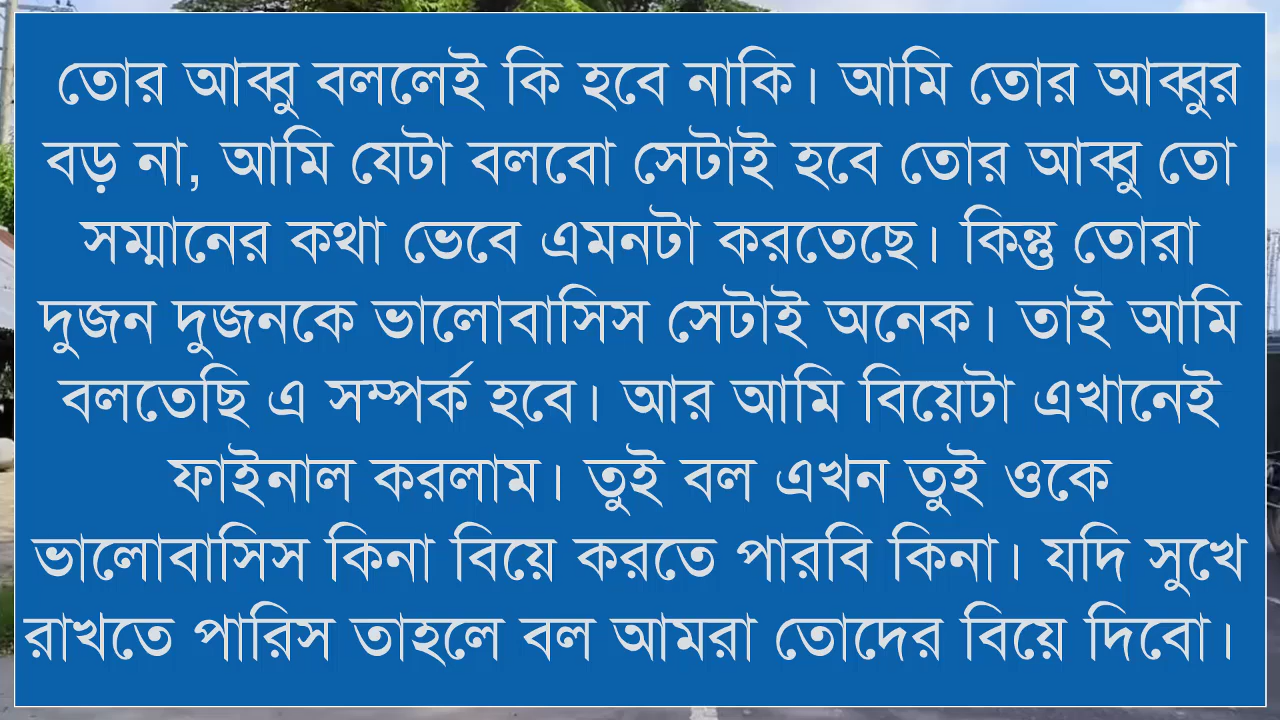 তোর আব্বু বললেই কি হবে নাকি। আমি তোর আব্বুর
বড় না, আমি যেটা বলবো সেটাই হবে তোর আব্বু তো
সম্মানের কথা ভেবে এমনটা করতেছে। কিন্তু তোরা
দুজন দুজনকে ভালোবাসিস সেটাই অনেক। তাই আমি
বলতেছি এ সম্পর্ক হবে। আর আমি বিয়েটা এখানেই
ফাইনাল করলাম। তুই বল এখন তুই ওকে
ভালোবাসিস কিনা বিয়ে করতে পারবি কিনা। যদি সুখে
রাখতে পারিস তাহলে বল আমরা তোদের বিয়ে দিবো।